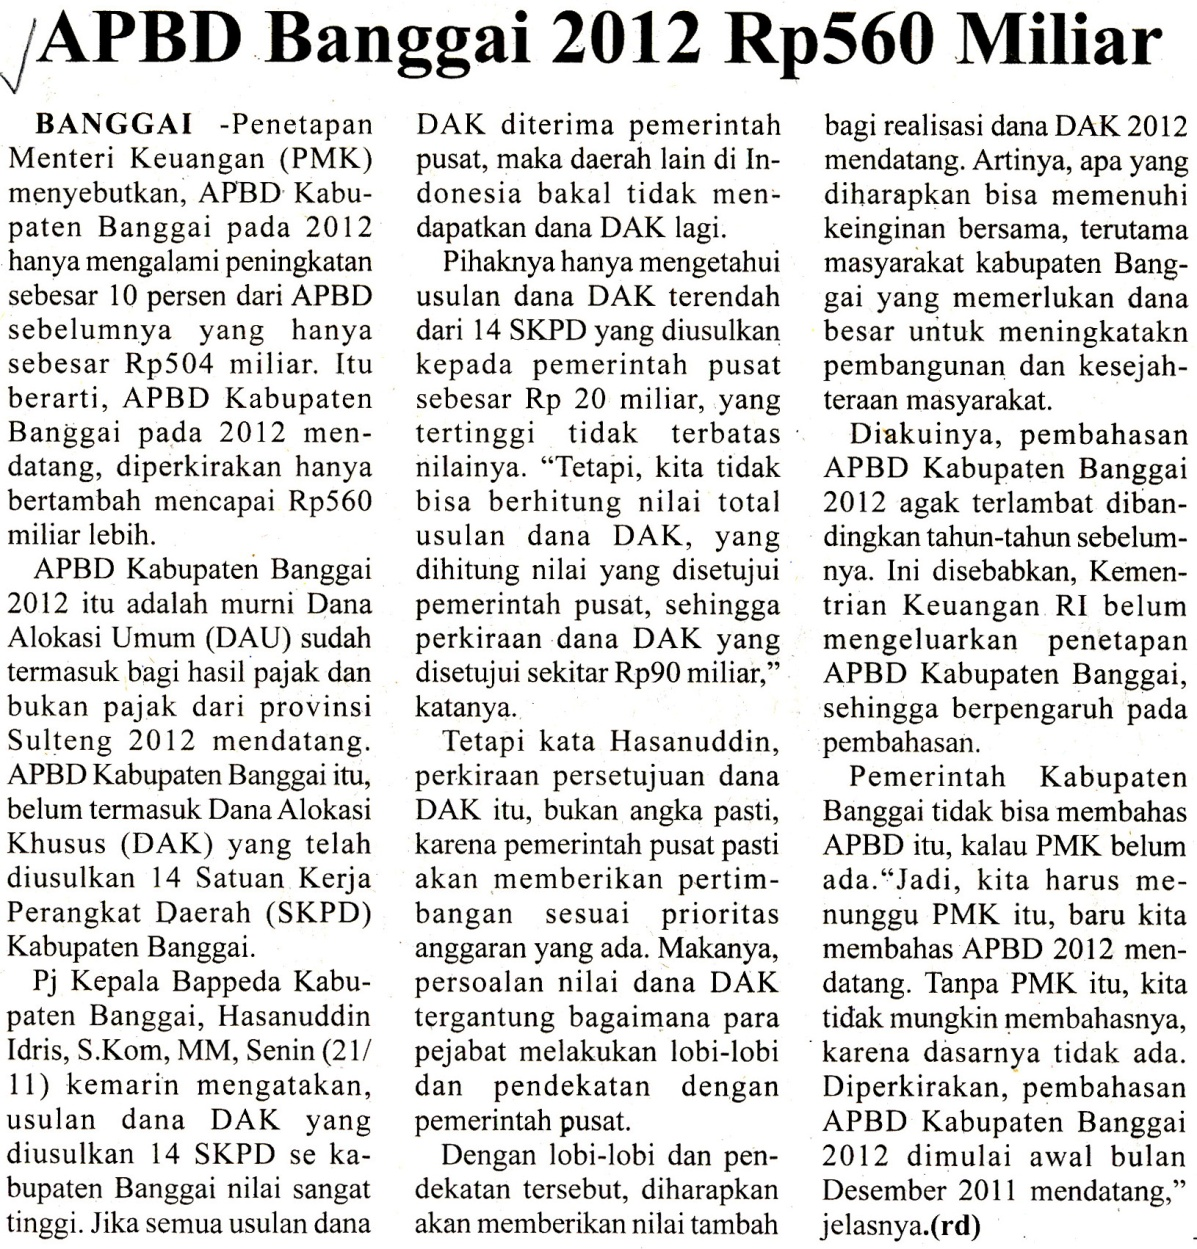 APBD Banggai 2012 Rp560 Miliar
BANGGAI -Penetapan
Menteri Keuangan (PMK)
menyebutkan, APBD Kabu-
paten Banggai pada 2012
hanya mengalami peningkatan
sebesar 10 persen dari APBD
sebelumnya yang hanya
sebesar Rp504 miliar. Itu
berarti, APBD Kabupaten
Banggai pada 2012 men-
datang, diperkirakan hanya
bertambah mencapai Rp560
miliar lebih.
APBD Kabupaten Banggai
2012 itu adalah murni Dana
Alokasi Umum (DAU) sudah
termasuk bagi hasil pajak dan
bukan pajak dari provinsi
Sulteng 2012 mendatang.
APBD Kabupaten Banggai itu,
belum termasuk Dana Alokasi
Khusus (DAK) yang telah
diusulkan 14 Satuan Kerja
Perangkat Daerah (SKPD)
Kabupaten Banggai.
Pj Kepala Bappeda Kabu-
paten Banggai, Hasanuddin
Idris, S.Kom, MM, Senin (21/
11) kemarin mengatakan,
usulan dana DAK yang
diusulkan 14 SKPD se ka-
bupaten Banggai nilai sangat
tinggi. Jika semua usulan dana
DAK diterima pemerintah
pusat, maka daerah lain di In-
donesia bakal tidak men-
dapatkan dana DAK lagi.
Pihaknya hanya mengetahui
usulan dana DAK terendah
dari 14 SKPD yang diusulkan
kepada pemerintah pusat
sebesar Rp 20 miliar, yang
tertinggi tidak terbatas
nilainya. “Tetapi, kita tidak
bisa berhitung nilai total
usulan dana DAK, yang
dihitung nilai yang disetujui
pemerintah pusat, sehingga
perkiraan dana DAK yang
disetujui sekitar Rp90 miliar,”
katanya.
Tetapi kata Hasanuddin,
perkiraan persetujuan dana
DAK itu, bukan angka pasti,
karena pemerintah pusat pasti
akan memberikan pertim-
bangan sesuai prioritas
anggaran yang ada. Makanya,
persoalan nilai dana DAK
tergantung bagaimana para
pejabat melakukan lobi-lobi
dan pendekatan dengan
pemerintah pusat.
Dengan lobi-lobi dan pen-
dekatan tersebut, diharapkan
akan memberikan nilai tambah
bagi realisasi dana DAK 2012
mendatang. Artinya, apa yang
diharapkan bisa memenuhi
keinginan bersama, terutama
masyarakat kabupaten Bang-
gai yang memerlukan dana
besar untuk meningkatakn
pembangunan dan kesejah-
teraan masyarakat.
Diakuinya, pembahasan
APBD Kabupaten Banggai
2012 agak terlambat diban-
dingkan tahun-tahun sebelum-
nya. Ini disebabkan, Kemen-
trian Keuangan RI belum
mengeluarkan penetapan
APBD Kabupaten Banggai,
sehingga berpengaruh pada
pembahasan.
Pemerintah Kabupaten
Banggai tidak bisa membahas
APBD itu, kalau PMK belum
ada.“Jadi, kita harus me-
nunggu PMK itu, baru kita
membahas APBD 2012 men-
datang. Tanpa PMK itu, kita
tidak mungkin membahasnya,
karena dasarnya tidak ada.
Diperkirakan, pembahasan
APBD Kabupaten Banggai
2012 dimulai awal bulan
Desember 2011 mendatang,”
jelasnya.(rd)